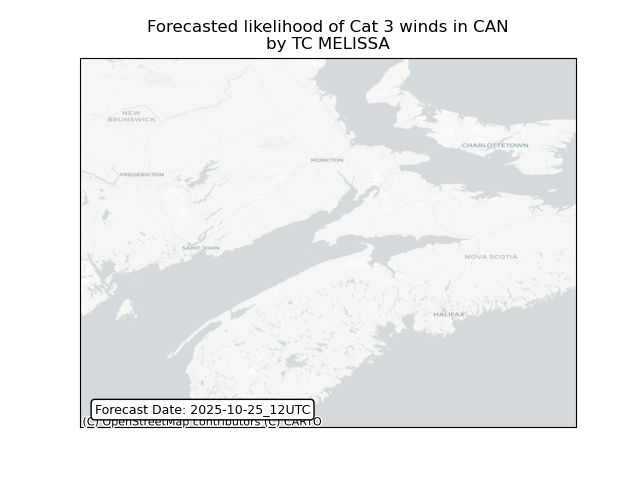 Forecasted likelihood of Cat 3 winds in CAN
by TC MELISSA
NEW
BRUNSWICK
CHARLOTTETOWN
MONCTON
FREDERICTON
SAINT JOHN
NOVA SCOTIA
HALIFAX
Forecast Date: 2025-10-25_12UTC
(C) OpenStreetMap contributors (C) CARTO